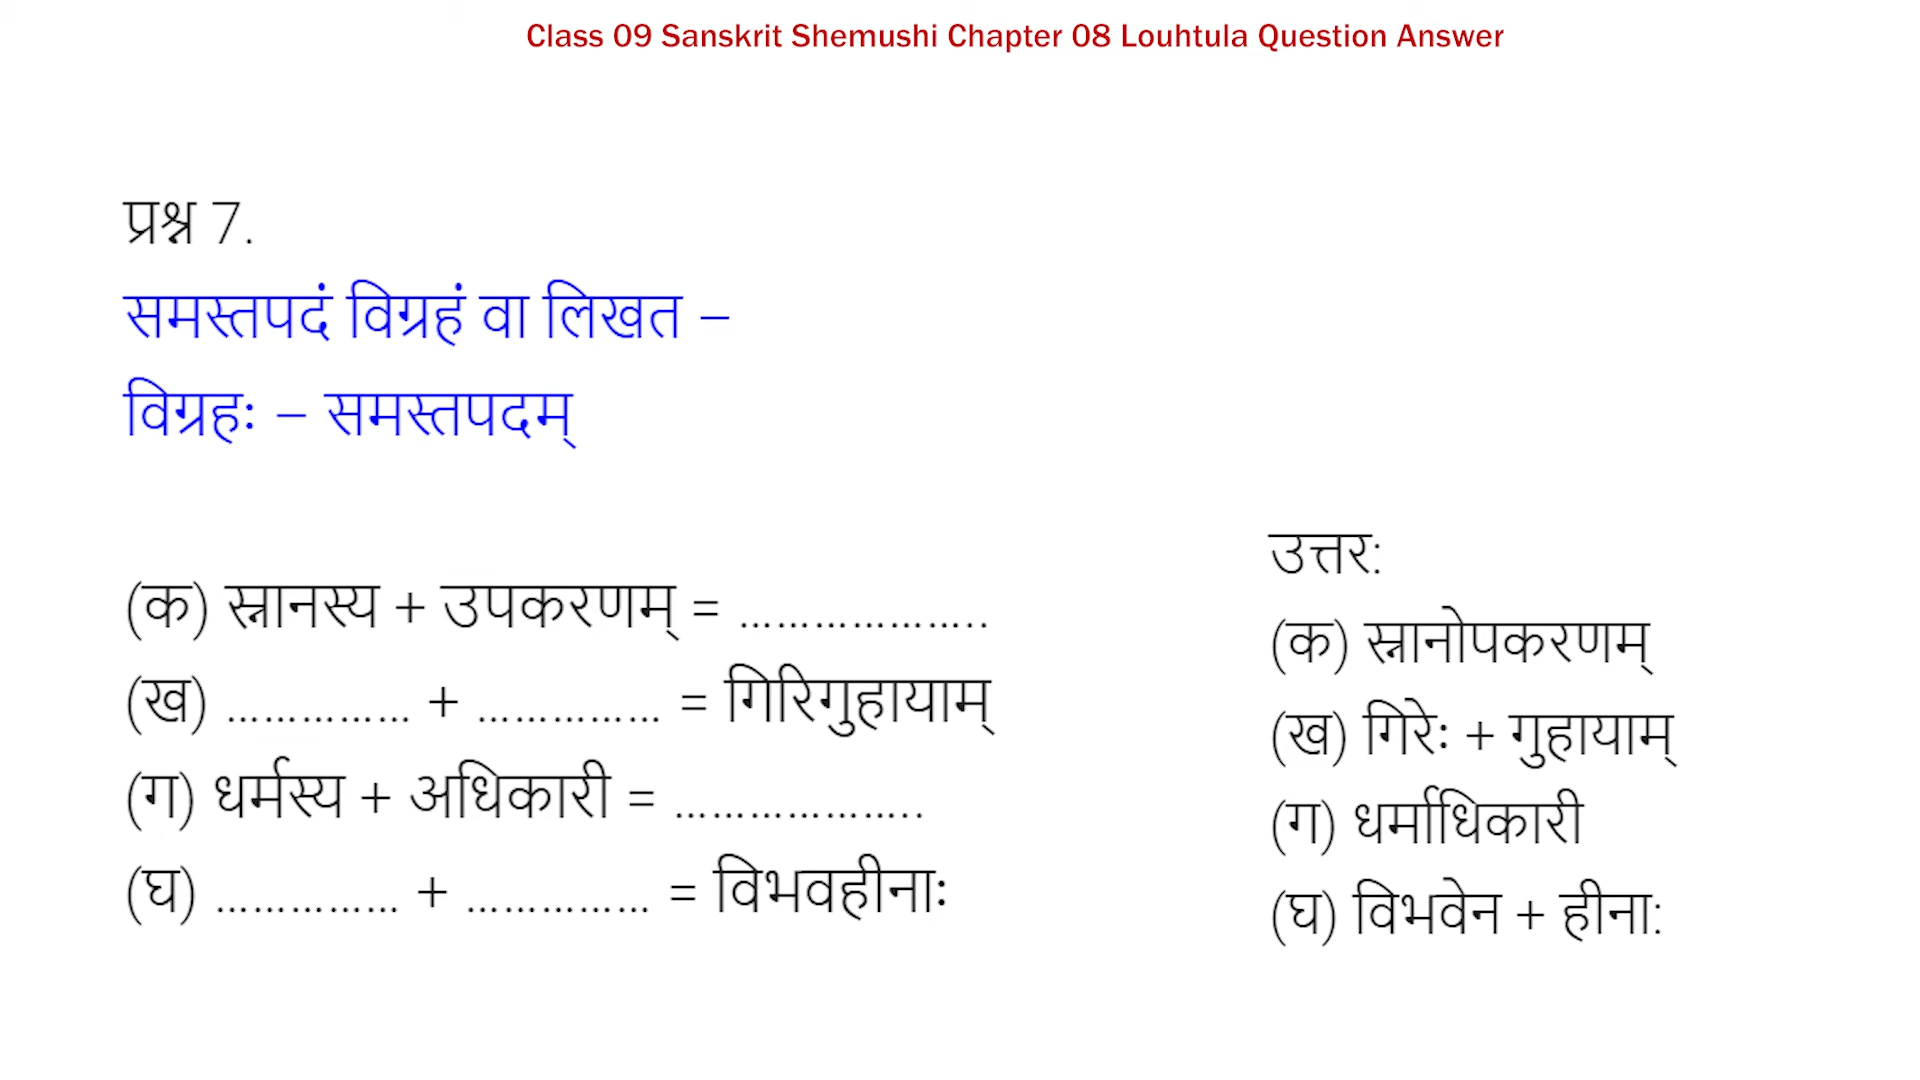 Class 09 Sanskrit Shemushi Chapter 08 Louhtula Question Answer
प्रश्न 7.
समस्तपदं विग्रहं वा लिखत –
विग्रहः – समस्तपदम्
(क) स्नानस्य + उपकरणम् = ………………..
(ख) …………… + …………… = गिरिगुहायाम्
(ग) धर्मस्य + अधिकारी = ………………..
(घ) …………… + …………… = विभवहीनाः
उत्तर:
(क) स्नानोपकरणम्
(ख) गिरेः + गुहायाम्
(ग) धर्माधिकारी
(घ) विभवेन + हीना: